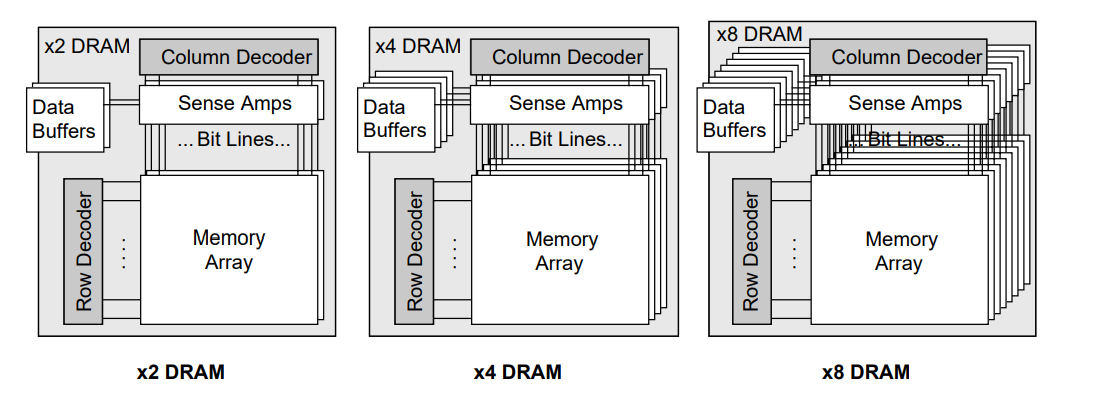 x2 DRAM
Column Decoder
Data
Buffers
Sense Amps
... Bit Lines...
Row Decoder
....
Memory
Array
x2 DRAM
x4 DRAM
Column Decoder
Data
Buffers
Sense Amps
... Bit Lines...
Row Decoder
....
Memory
Array
x4 DRAM
x8 DRAM
Column Decoder
Data
Buffers
Sense Amps
... Bit Lines...
Row Decoder
....
Memory
Array
x8 DRAM